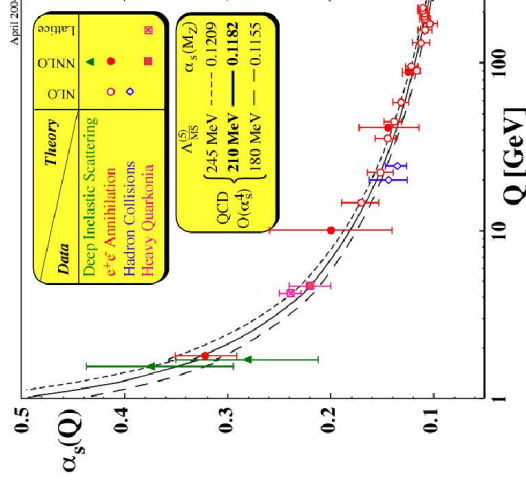 April 200
Data Theory NLO NNLO Lattice
Deep Inelastic Scattering
e⁺e⁻ Annihilation
Hadron Collisions
Heavy Quarkonia
Λ⁽⁵⁾_MS α_s(M_Z)
245 MeV 0.1209
QCD 210 MeV 0.1182
O(α_s⁴) 180 MeV 0.1155
α_s(Q)
0.5
0.4
0.3
0.2
0.1
1 10 100
Q [GeV]